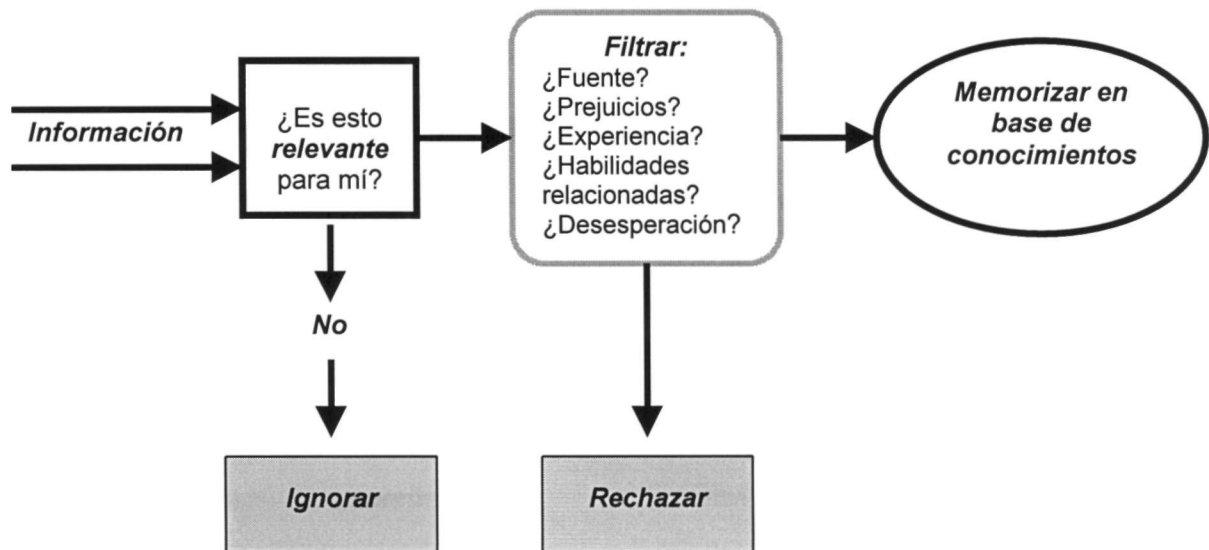 Información
¿Es esto
relevante
para mí?
Filtrar:
¿Fuente?
¿Prejuicios?
¿Experiencia?
¿Habilidades
relacionadas?
¿Desesperación?
Memorizar en
base de
conocimientos
No
Ignorar
Rechazar